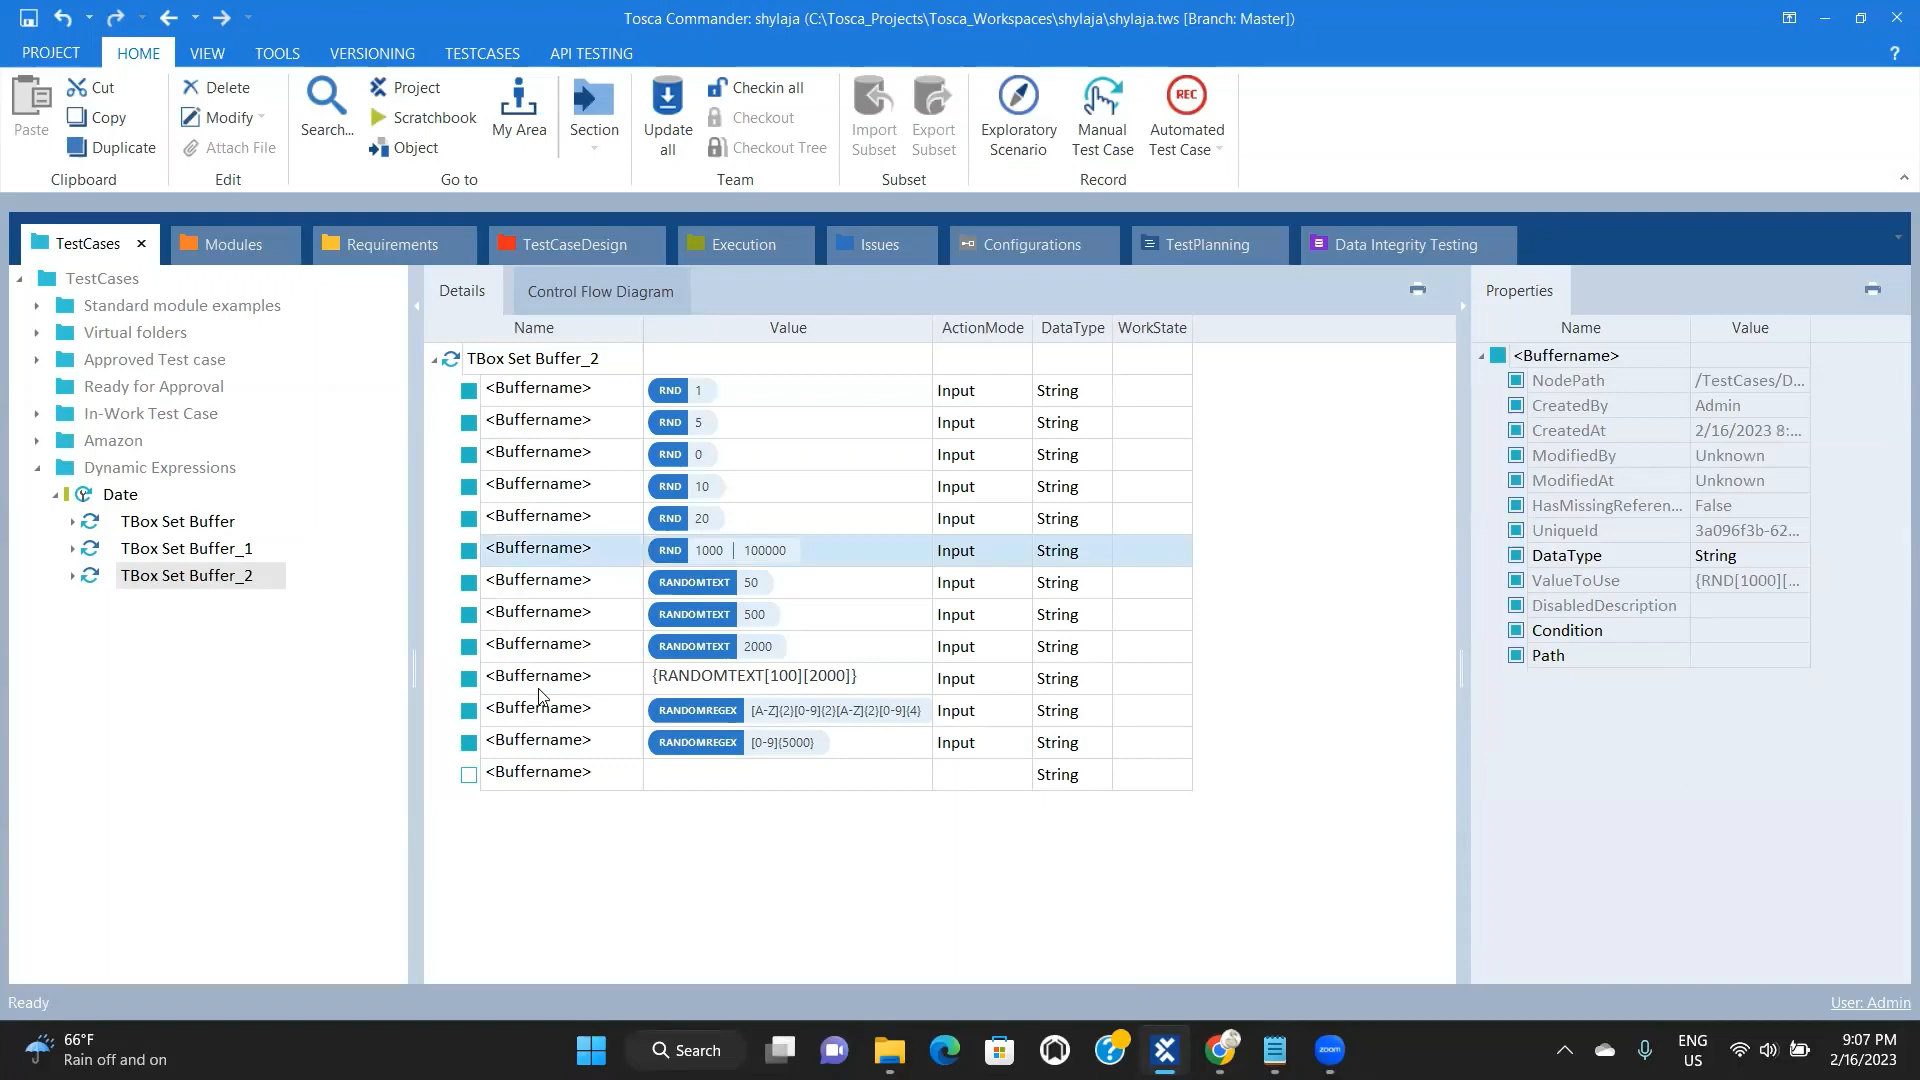 Tosca Commander: shylaja (C:\Tosca_Projects\Tosca_Workspaces\shylaja\shylaja.tws [Branch: Master])
PROJECT HOME VIEW TOOLS VERSIONING TESTCASES API TESTING ?
Paste
Cut
Copy
Duplicate
Clipboard
Delete
Modify
Attach File
Edit
Search...
Project
Scratchbook
Object
My Area
Section
Go to
Update all
Checkin all
Checkout
Checkout Tree
Team
Import Subset
Export Subset
Subset
Exploratory Scenario
Manual Test Case
REC
Automated Test Case
Record
TestCases Modules Requirements TestCaseDesign Execution Issues Configurations TestPlanning Data Integrity Testing
TestCases
Standard module examples
Virtual folders
Approved Test case
Ready for Approval
In-Work Test Case
Amazon
Dynamic Expressions
Date
TBox Set Buffer
TBox Set Buffer_1
TBox Set Buffer_2
Details Control Flow Diagram
Name Value ActionMode DataType WorkState
TBox Set Buffer_2
<Buffername> RND 1 Input String
<Buffername> RND 5 Input String
<Buffername> RND 0 Input String
<Buffername> RND 10 Input String
<Buffername> RND 20 Input String
<Buffername> RND 1000 100000 Input String
<Buffername> RANDOMTEXT 50 Input String
<Buffername> RANDOMTEXT 500 Input String
<Buffername> RANDOMTEXT 2000 Input String
<Buffername> {RANDOMTEXT[100][2000]} Input String
<Buffername> RANDOMREGEX [A-Z]{2}[0-9]{2}[A-Z]{2}[0-9]{4} Input String
<Buffername> RANDOMREGEX [0-9]{5000} Input String
<Buffername> String
Properties
Name Value
<Buffername>
NodePath /TestCases/D...
CreatedBy Admin
CreatedAt 2/16/2023 8:...
ModifiedBy Unknown
ModifiedAt Unknown
HasMissingReferen... False
UniqueId 3a096f3b-62...
DataType String
ValueToUse {RND[1000][...
DisabledDescription
Condition
Path
Ready
User: Admin
66°F
Rain off and on
Search
zoom
ENG
US
9:07 PM
2/16/2023